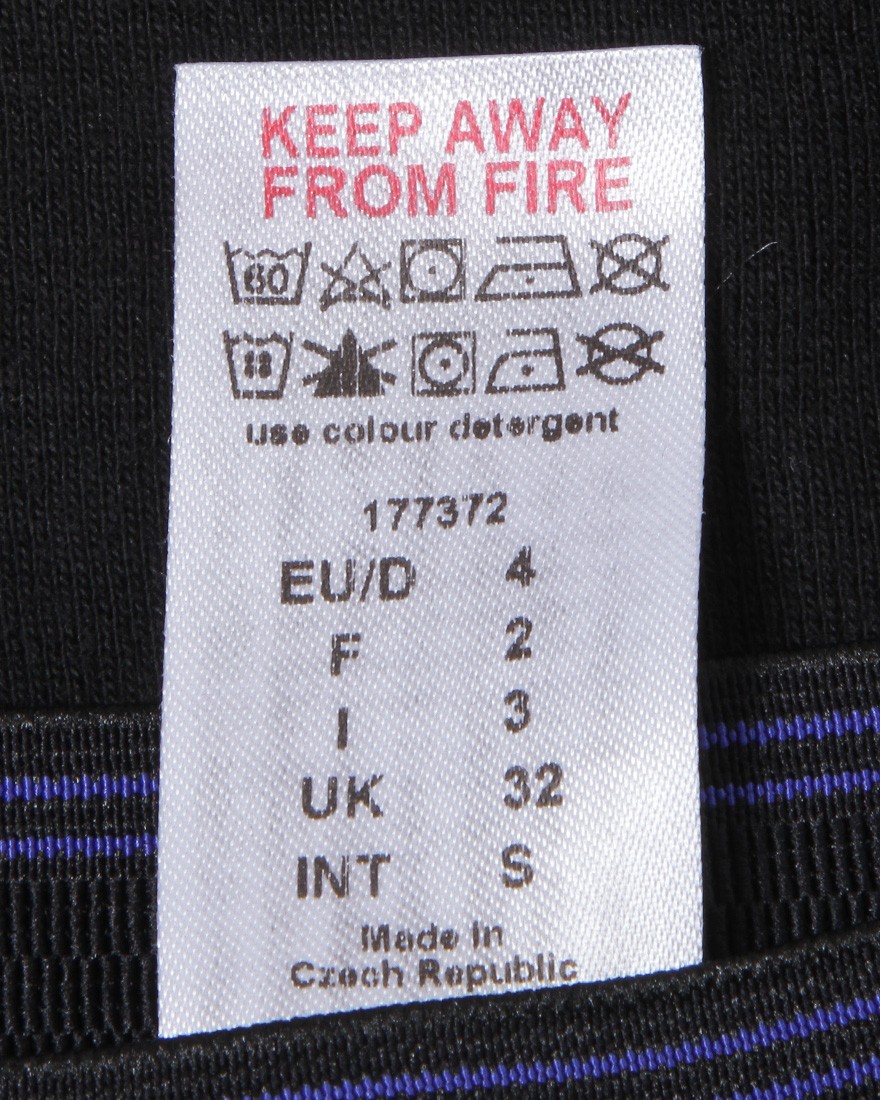 KEEP AWAY
FROM FIRE
60
use colour detergent
177372
EU/D 4
F 2
I 3
UK 32
INT S
Made In
Czech Republic